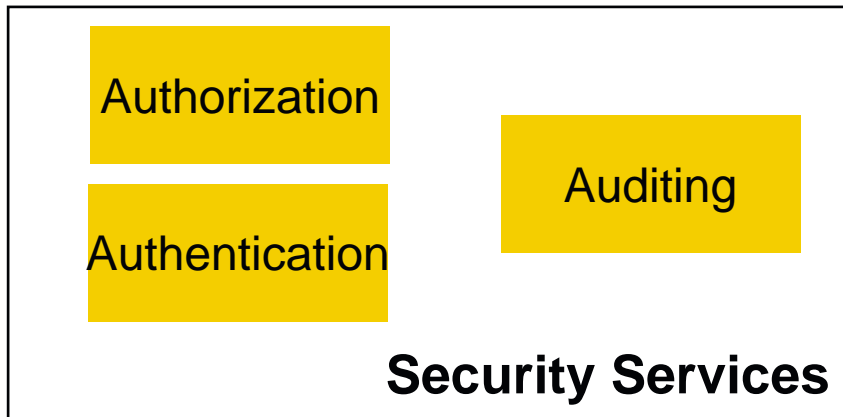 Authorization
Auditing
Authentication
Security Services